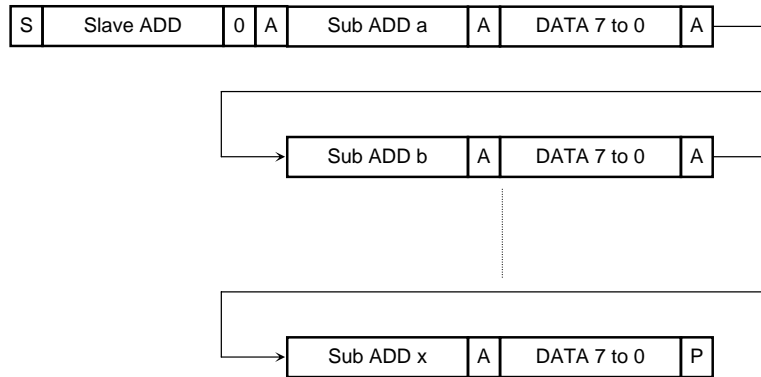 S Slave ADD 0 A Sub ADD a A DATA 7 to 0 A
Sub ADD b A DATA 7 to 0 A
Sub ADD x A DATA 7 to 0 P